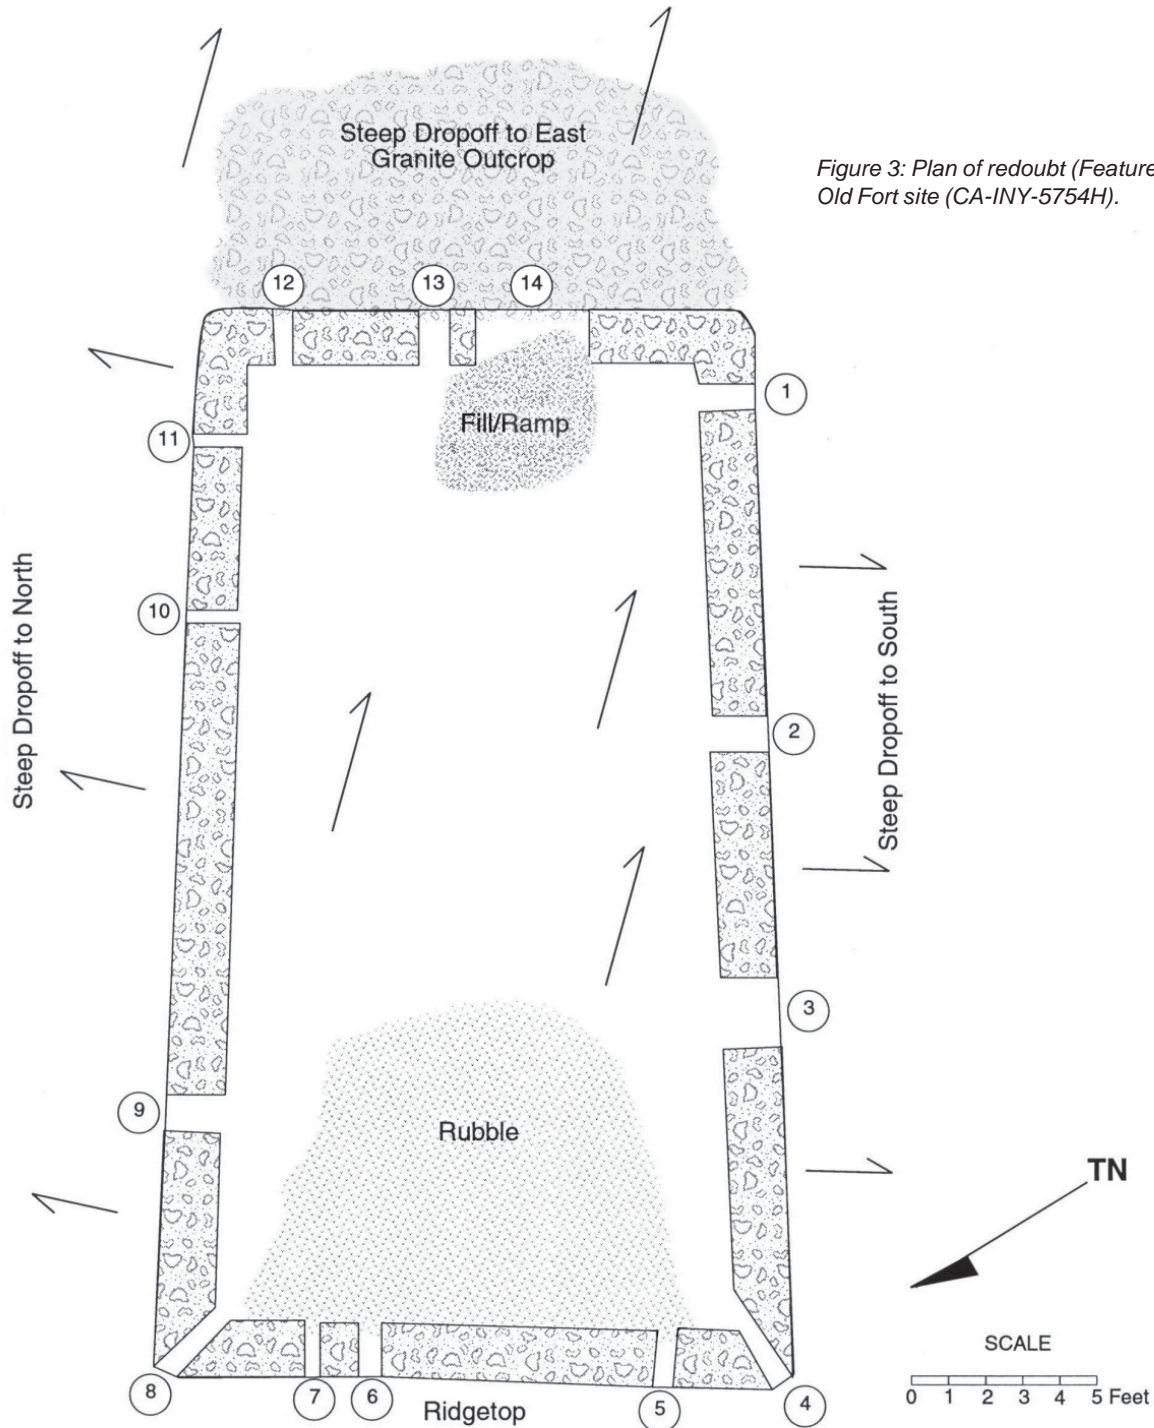 Steep Dropoff to East
Granite Outcrop
Figure 3: Plan of redoubt (Feature
Old Fort site (CA-INY-5754H).
12
13
14
1
Fill/Ramp
11
10
2
Steep Dropoff to North
Steep Dropoff to South
3
9
Rubble
TN
SCALE
0 1 2 3 4 5 Feet
8
7
6
Ridgetop
5
4